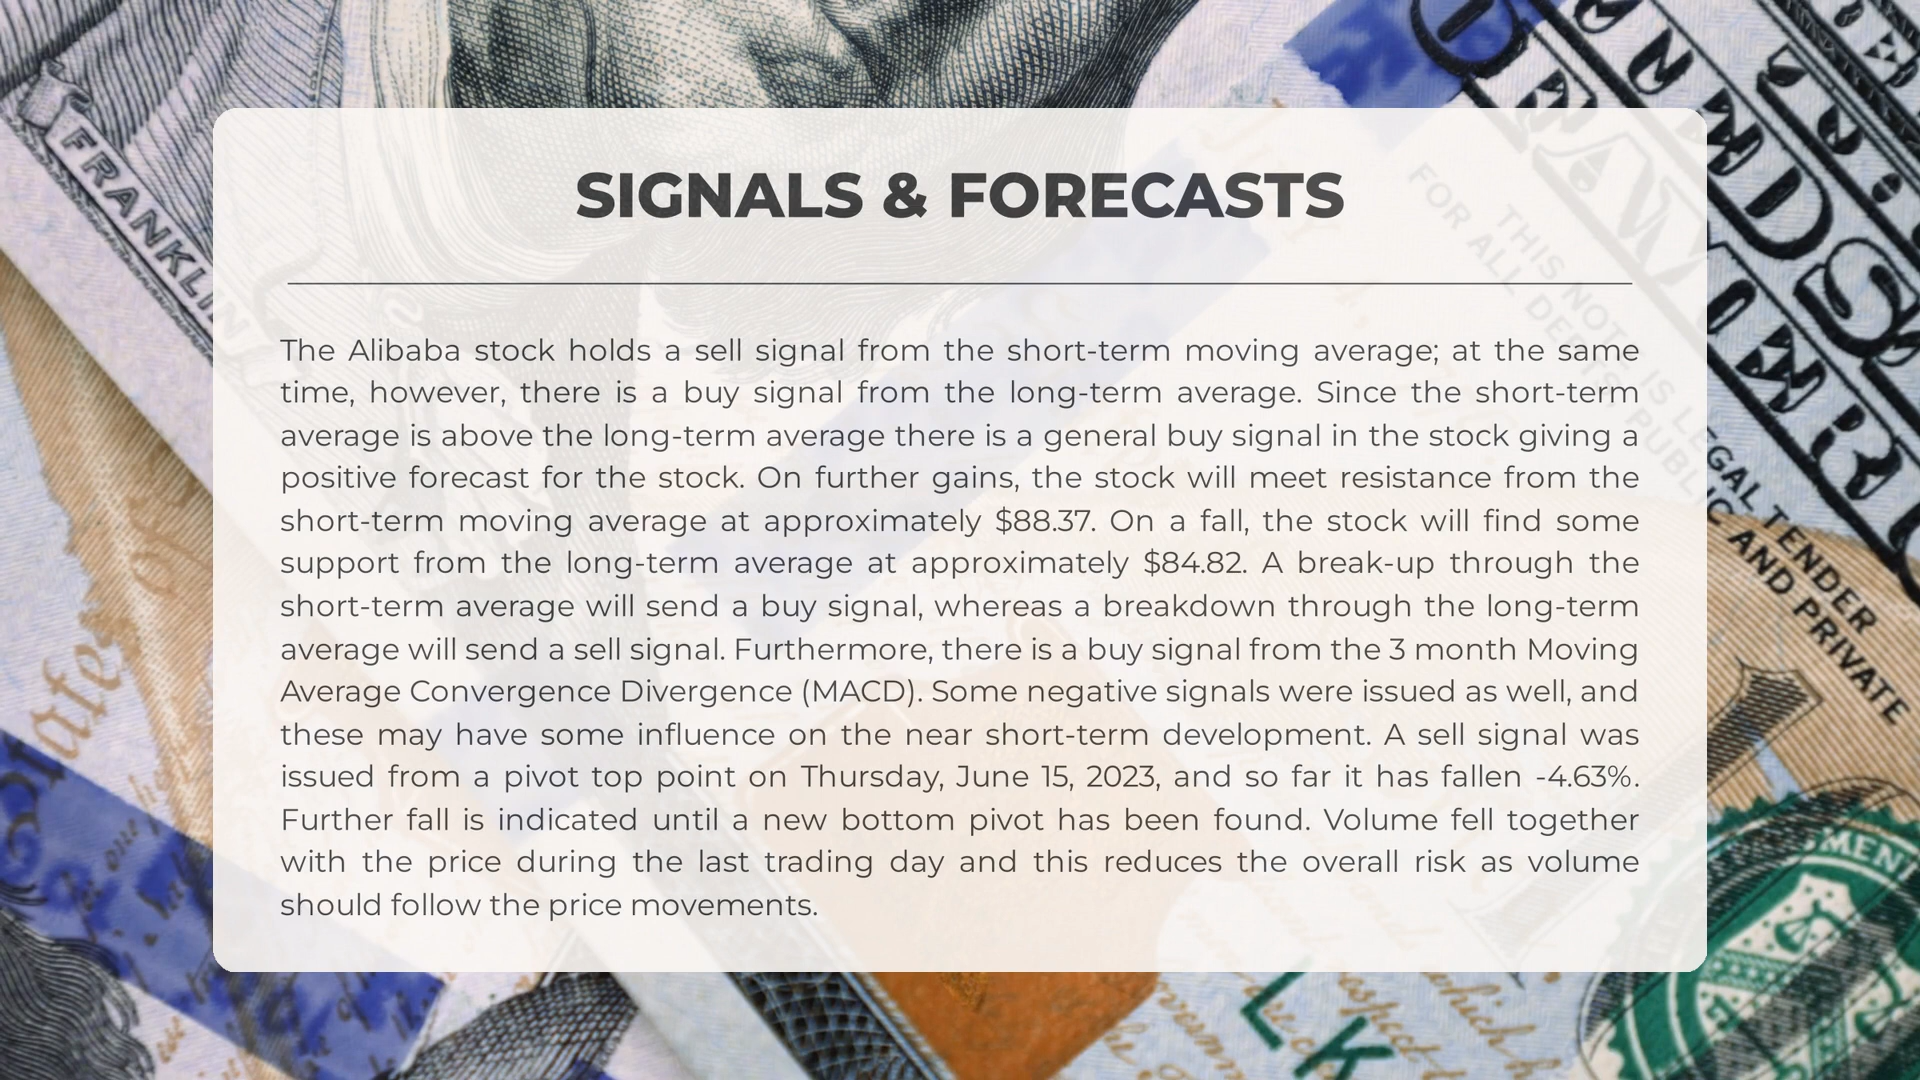 FRANKLIN
SIGNALS & FORECASTS
FOR ALL DEBTS, PUBLIC AND PRIVATE
THIS NOTE IS LEGAL TENDER
The Alibaba stock holds a sell signal from the short-term moving average; at the same
time, however, there is a buy signal from the long-term average. Since the short-term
average is above the long-term average there is a general buy signal in the stock giving a
positive forecast for the stock. On further gains, the stock will meet resistance from the
short-term moving average at approximately $88.37. On a fall, the stock will find some
support from the long-term average at approximately $84.82. A break-up through the
short-term average will send a buy signal, whereas a breakdown through the long-term
average will send a sell signal. Furthermore, there is a buy signal from the 3 month Moving
Average Convergence Divergence (MACD). Some negative signals were issued as well, and
these may have some influence on the near short-term development. A sell signal was
issued from a pivot top point on Thursday, June 15, 2023, and so far it has fallen -4.63%.
Further fall is indicated until a new bottom pivot has been found. Volume fell together
with the price during the last trading day and this reduces the overall risk as volume
should follow the price movements.